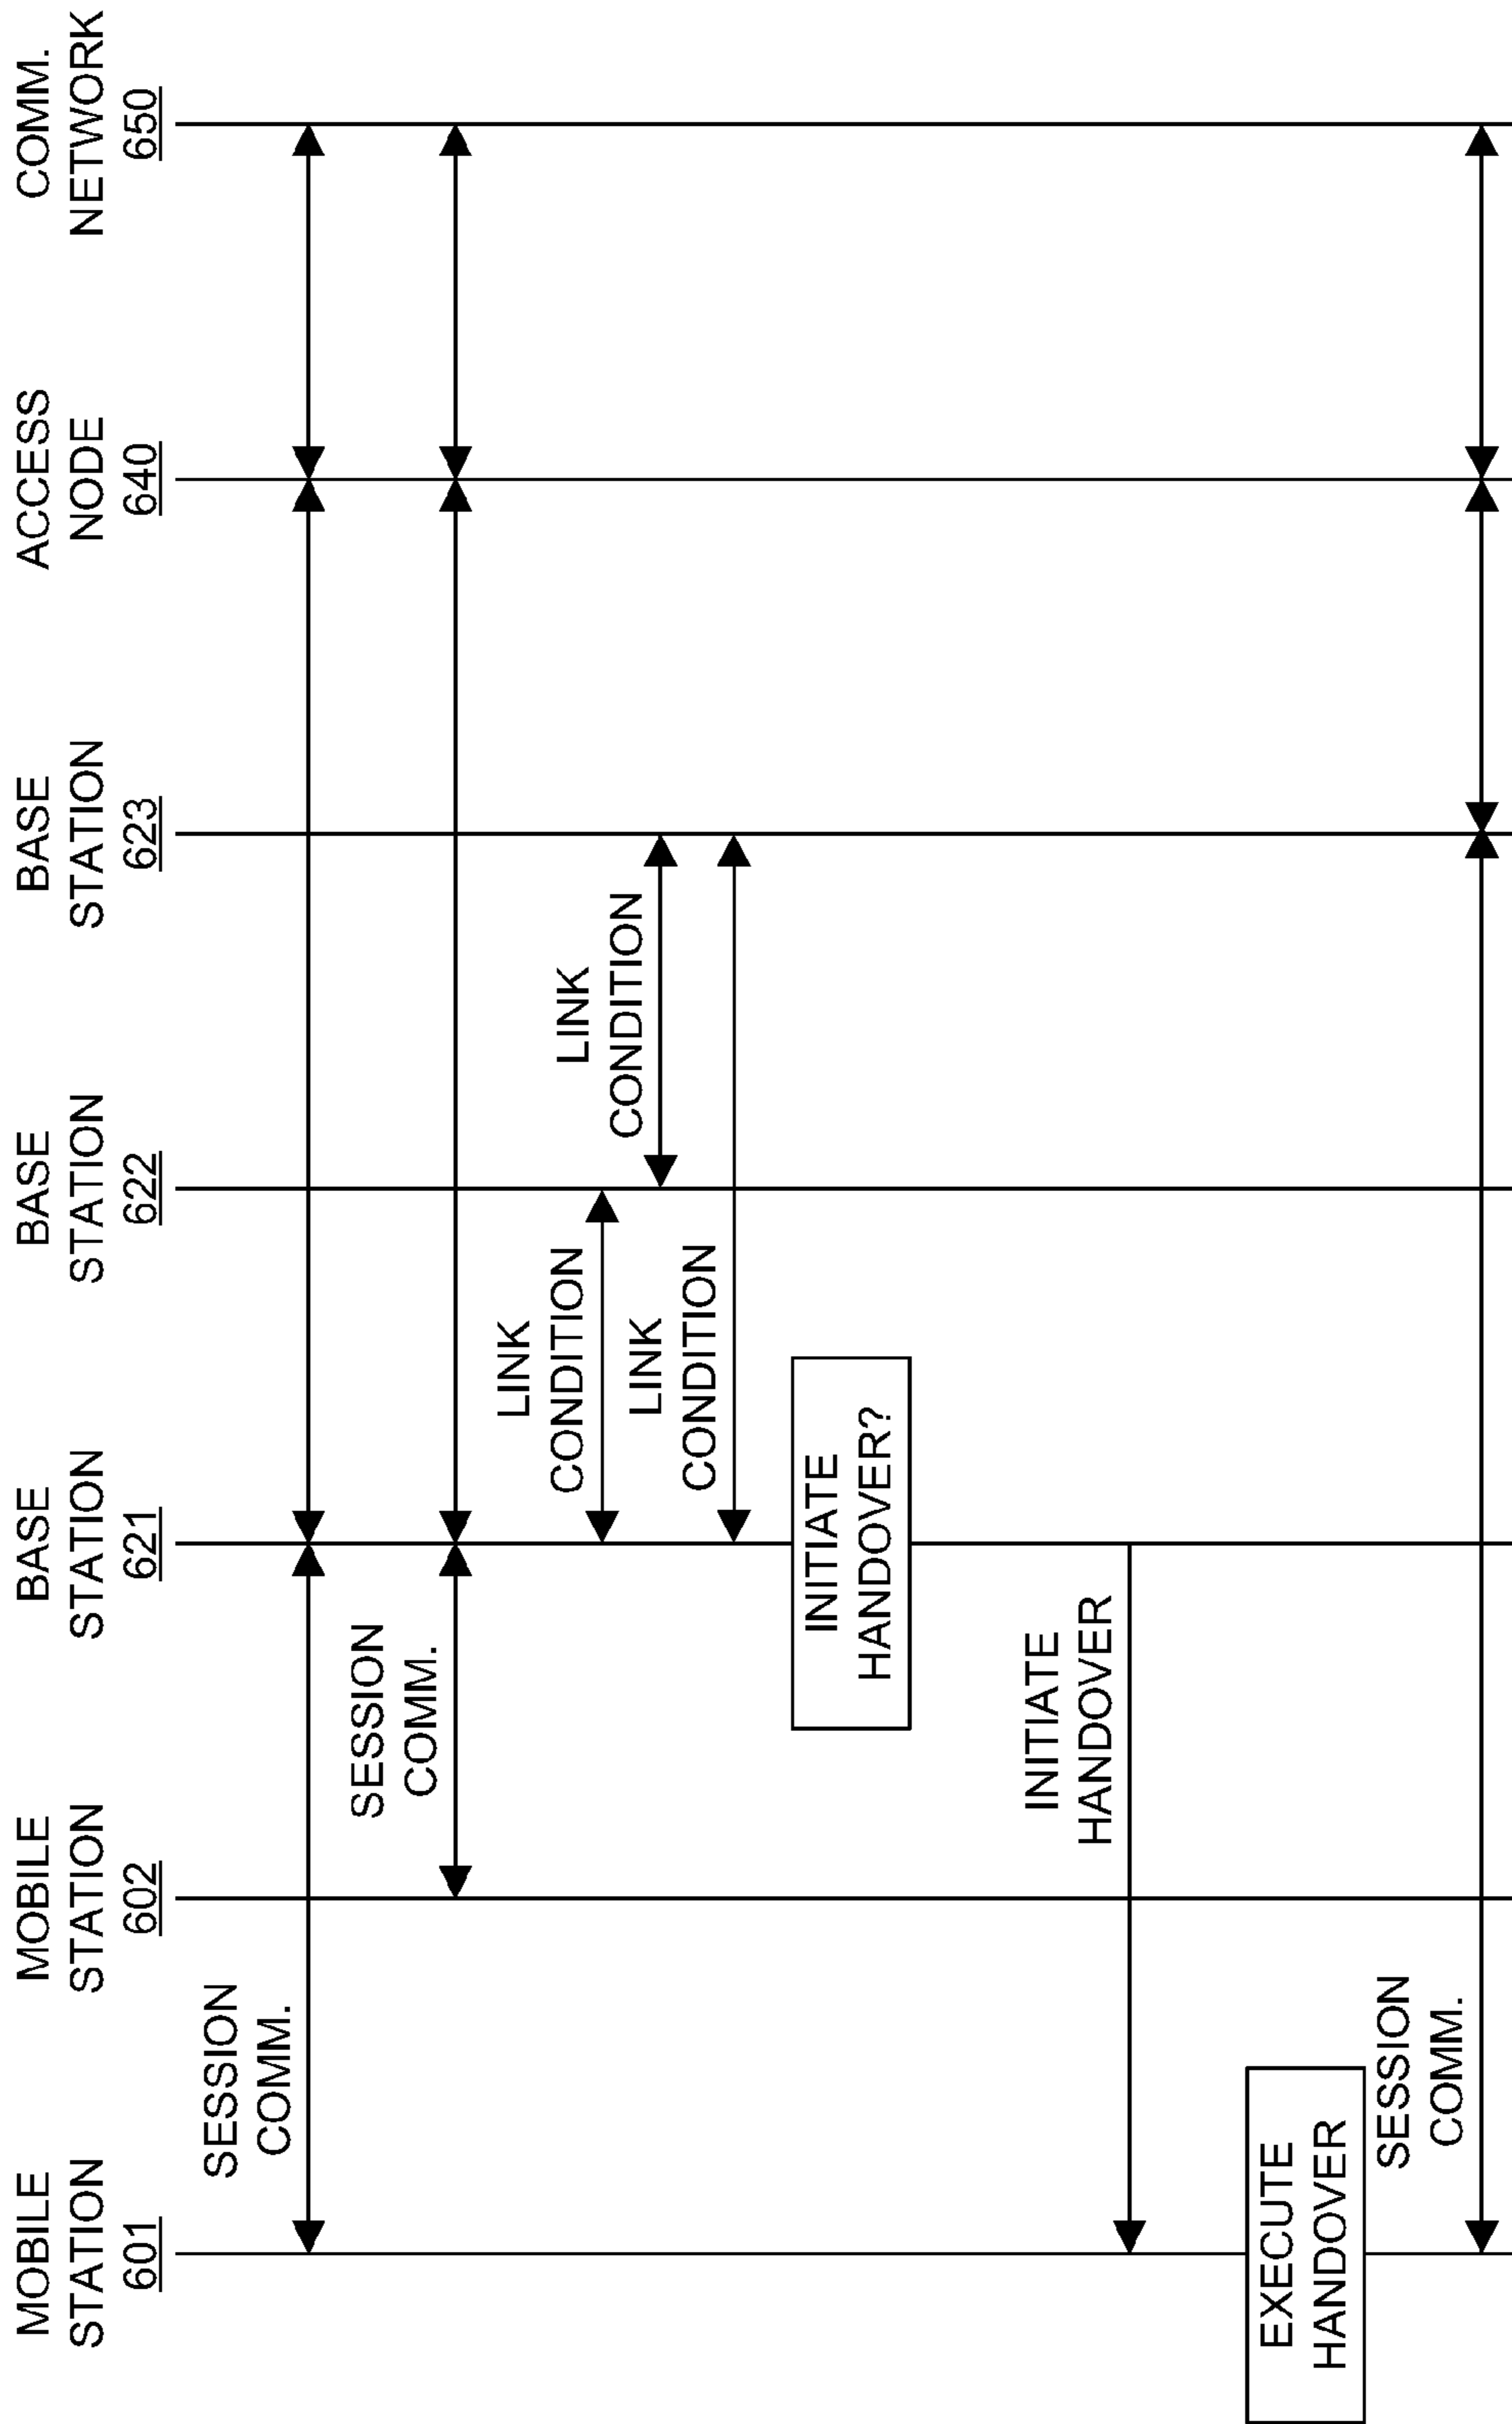 MOBILE
STATION
601
MOBILE
STATION
602
BASE
STATION
621
BASE
STATION
622
BASE
STATION
623
ACCESS
NODE
640
COMM.
NETWORK
650
SESSION
COMM.
SESSION
COMM.
LINK
CONDITION
LINK
CONDITION
LINK
CONDITION
INITIATE
HANDOVER?
INITIATE
HANDOVER
EXECUTE
HANDOVER
SESSION
COMM.